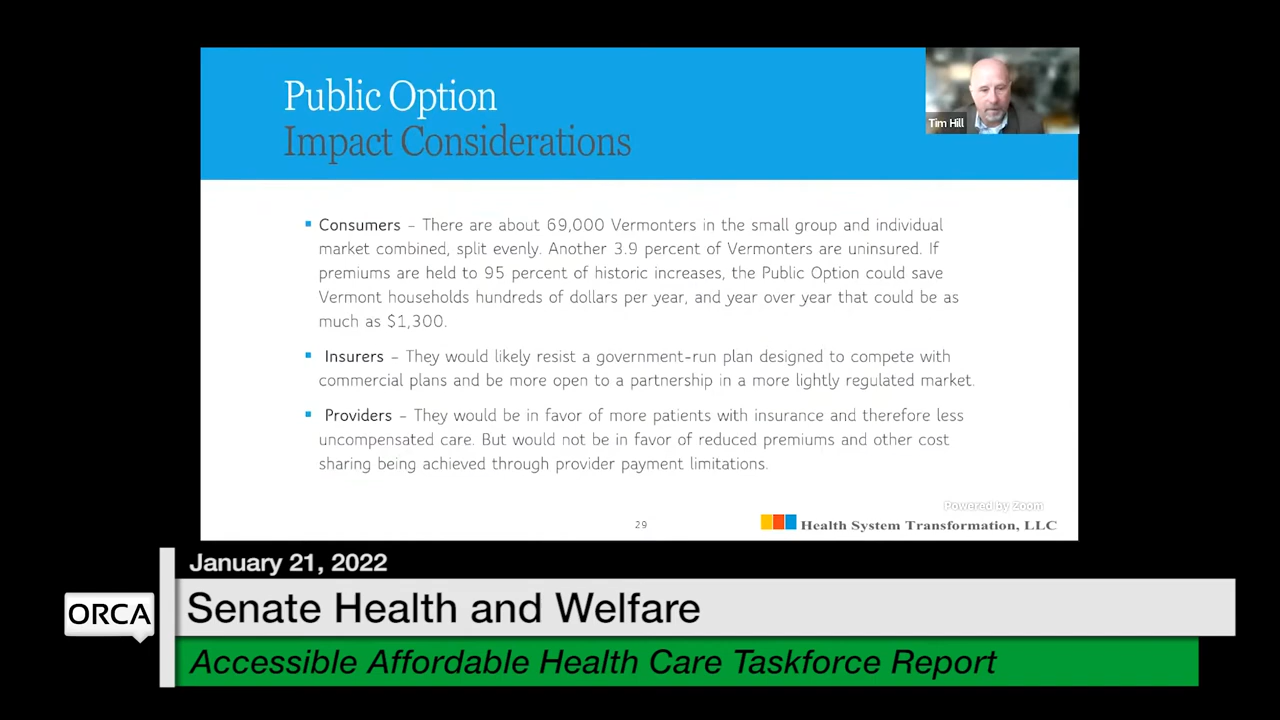 Public Option
Impact Considerations
Tim Hill
▪ Consumers – There are about 69,000 Vermonters in the small group and individual
market combined, split evenly. Another 3.9 percent of Vermonters are uninsured. If
premiums are held to 95 percent of historic increases, the Public Option could save
Vermont households hundreds of dollars per year, and year over year that could be as
much as $1,300.
▪ Insurers – They would likely resist a government-run plan designed to compete with
commercial plans and be more open to a partnership in a more lightly regulated market.
▪ Providers – They would be in favor of more patients with insurance and therefore less
uncompensated care. But would not be in favor of reduced premiums and other cost
sharing being achieved through provider payment limitations.
Powered by Zoom
29
Health System Transformation, LLC
January 21, 2022
ORCA
Senate Health and Welfare
Accessible Affordable Health Care Taskforce Report